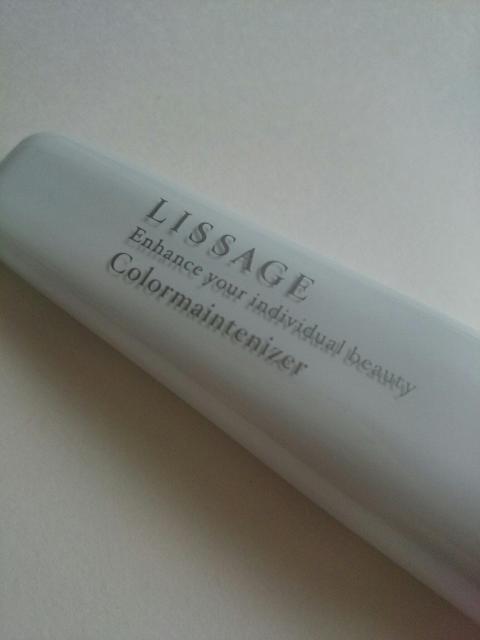 LISSAGE
Enhance your individual beauty
Colormaintenizer